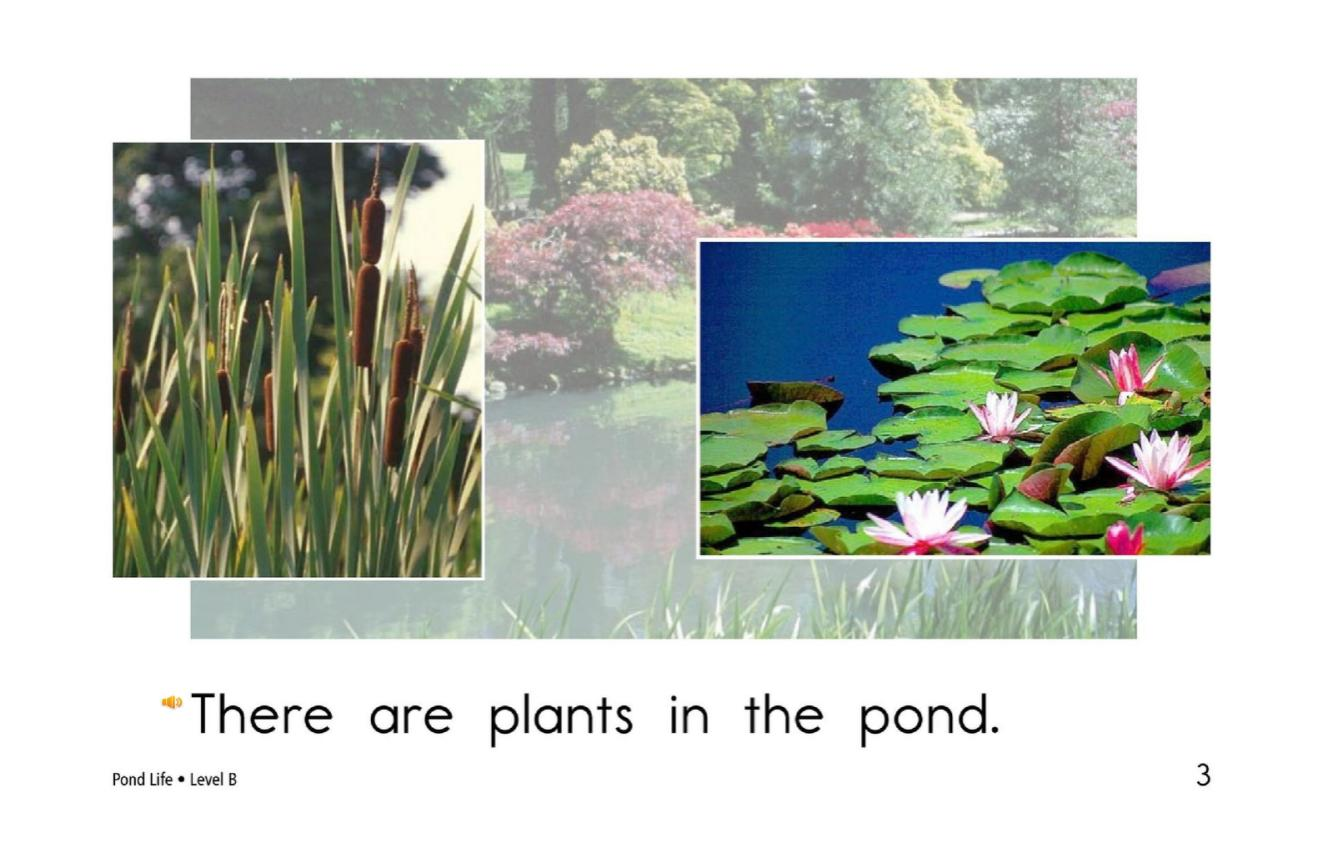 There are plants in the pond.
Pond Life • Level B
3